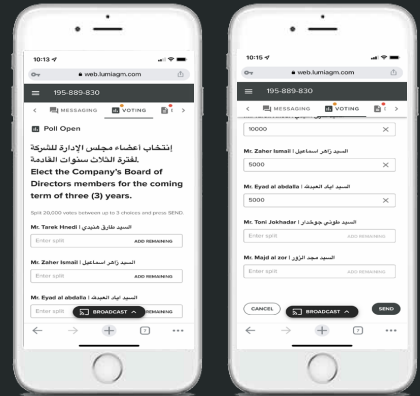 10:13
web.lumiagm.com
195-889-830
MESSAGING
VOTING
Poll Open
إنتخاب أعضاء مجلس الإدارة للشركة
لفترة الثلاث سنوات القادمة.
Elect the Company's Board of
Directors members for the coming
term of three (3) years.
Split 20,000 votes between up to 3 choices and press SEND.
Mr. Tarek Hnedi | السيد طارق هنيدي
Enter split
ADD REMAINING
Mr. Zaher Ismail | السيد زاهر اسماعيل
Enter split
ADD REMAINING
Mr. Eyad al abdalla | السيد اياد العبدلله
Enter split
REMAINING
BROADCAST
7
10:15
web.lumiagm.com
195-889-830
MESSAGING
VOTING
10000
Mr. Zaher Ismail | السيد زاهر اسماعيل
5000
Mr. Eyad al abdalla | السيد اياد العبدلله
5000
Mr. Toni Jokhadar | السيد طوني جوخدار
Enter split
ADD REMAINING
Mr. Majd al zor | السيد مجد الزور
Enter split
ADD REMAINING
CANCEL
BROADCAST
SEND
7